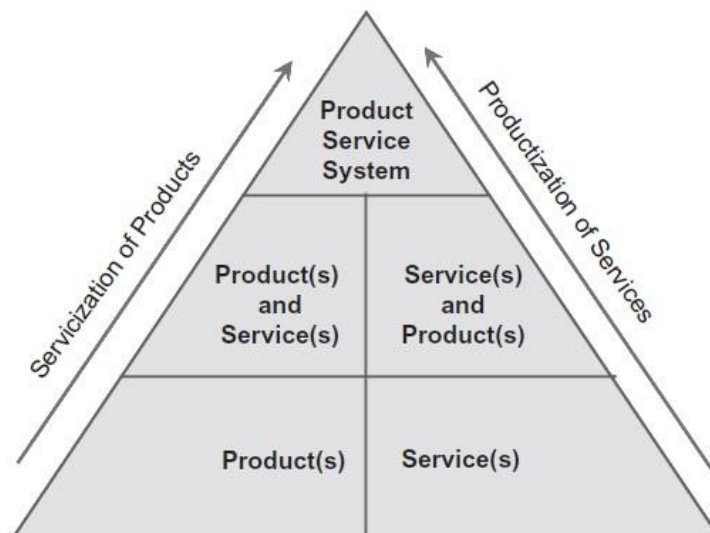 Product
Service
System
Servicization of Products
Productization of Services
Product(s)
and
Service(s)
Service(s)
and
Product(s)
Product(s)
Service(s)